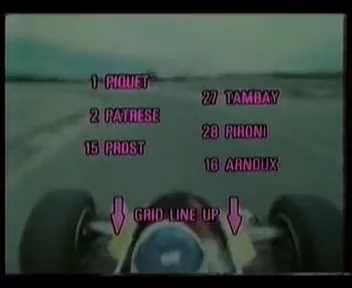 1 PIQUET
27 TAMBAY
2 PATRESE
28 PIRONI
15 PROST
16 ARNOUX
GRID LINE UP